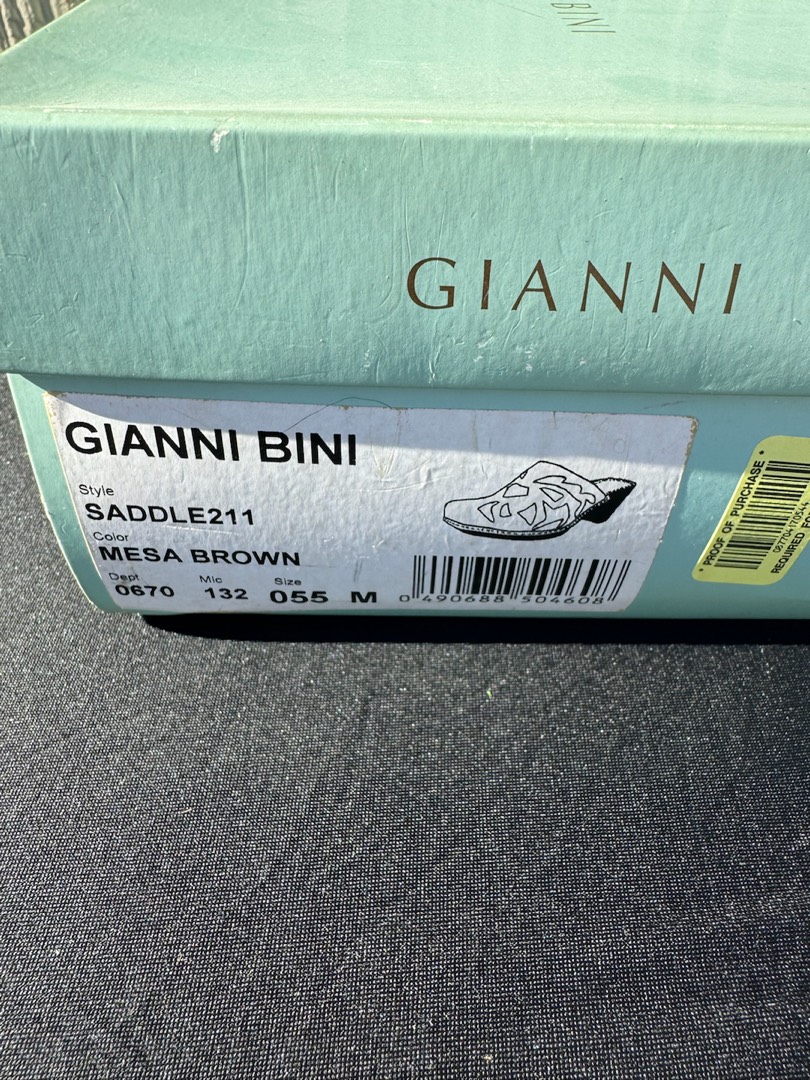 BINI
GIANNI
GIANNI BINI
Style
SADDLE211
Color
MESA BROWN
Dept Mic Size
0670 132 055 M
0 490688 504608
• PROOF OF PURCHASE •
REQUIRED